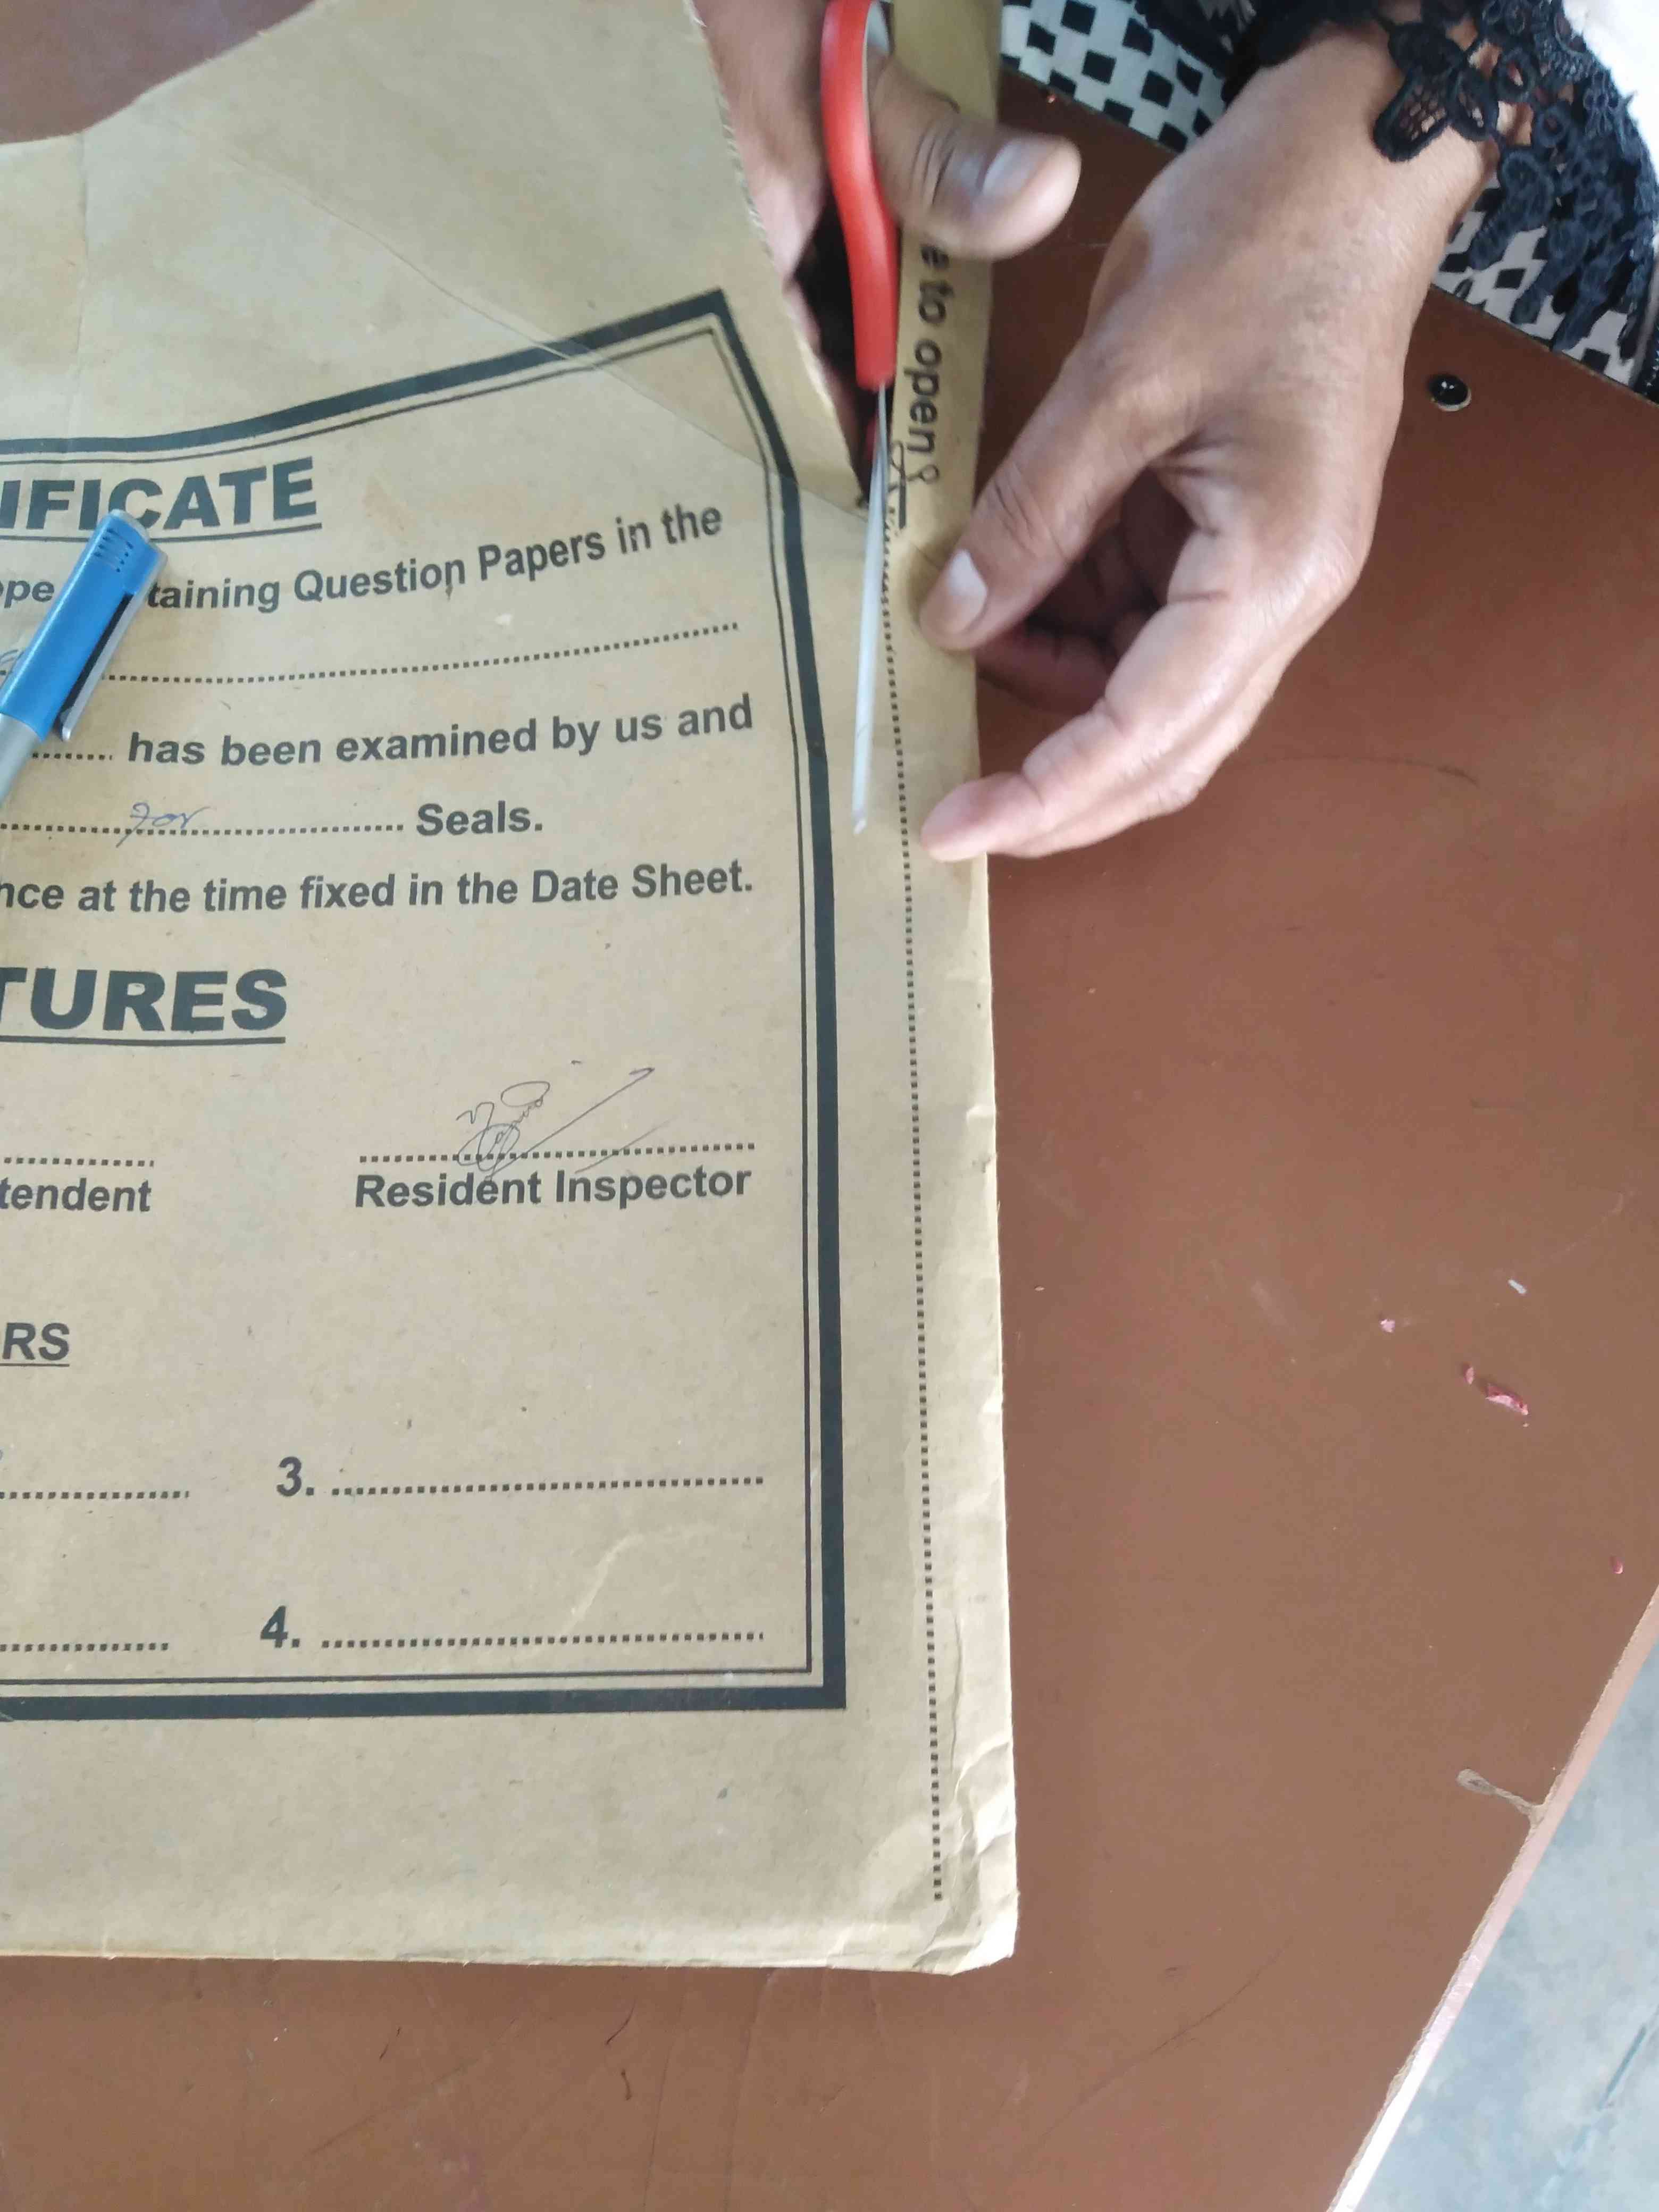 IFICATE
ope taining Question Papers in the
has been examined by us and
for Seals.
nce at the time fixed in the Date Sheet.
TURES
tendent
Resident Inspector
RS
3.
4.
e to open